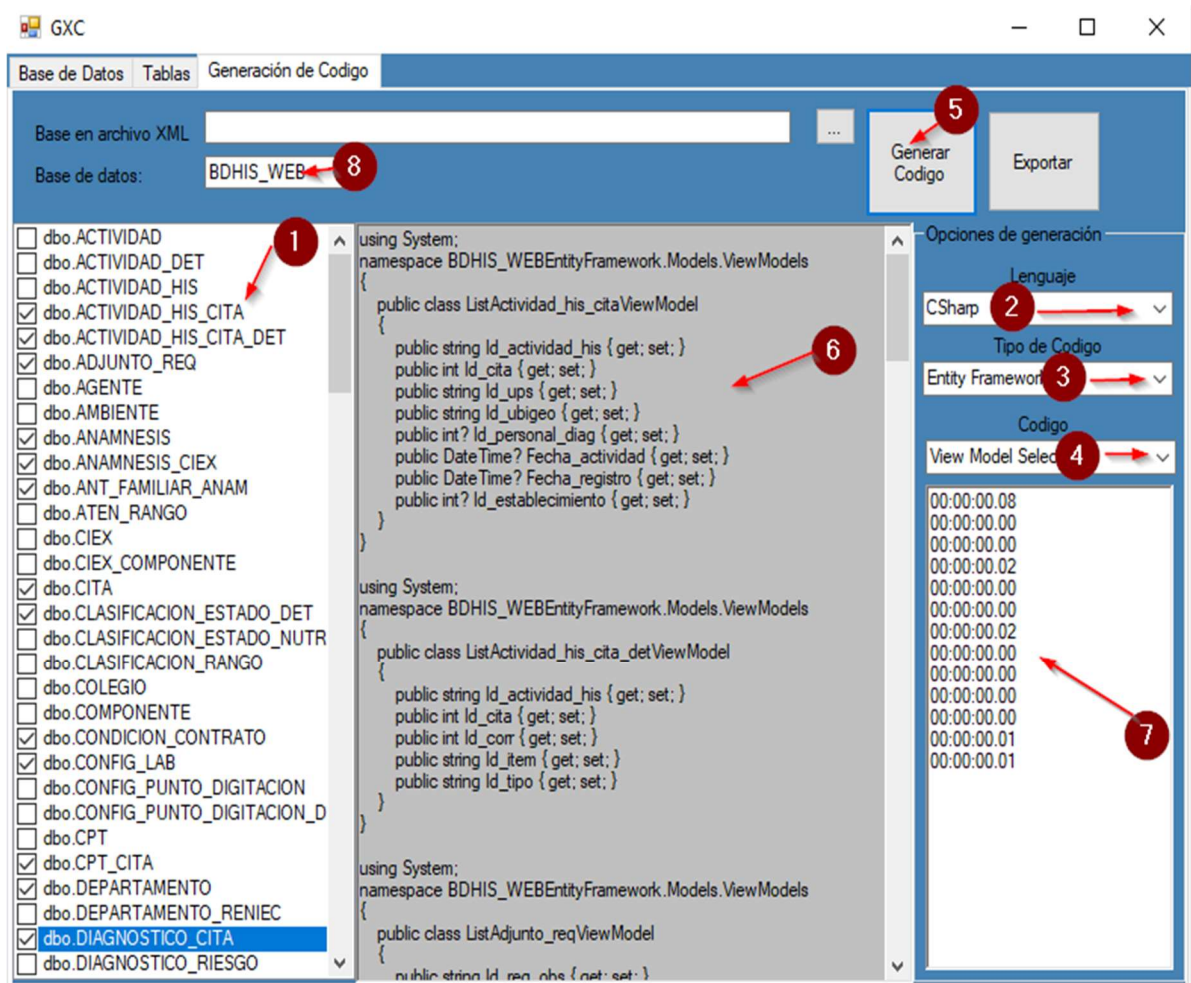 GXC
Base de Datos Tablas Generación de Codigo
Base en archivo XML
...
5
Generar
Codigo
Exportar
Base de datos:
BDHIS_WEB
8
dbo.ACTIVIDAD
dbo.ACTIVIDAD_DET
dbo.ACTIVIDAD_HIS
dbo.ACTIVIDAD_HIS_CITA
dbo.ACTIVIDAD_HIS_CITA_DET
dbo.ADJUNTO_REQ
dbo.AGENTE
dbo.AMBIENTE
dbo.ANAMNESIS
dbo.ANAMNESIS_CIEX
dbo.ANT_FAMILIAR_ANAM
dbo.ATEN_RANGO
dbo.CIEX
dbo.CIEX_COMPONENTE
dbo.CITA
dbo.CLASIFICACION_ESTADO_DET
dbo.CLASIFICACION_ESTADO_NUTR
dbo.CLASIFICACION_RANGO
dbo.COLEGIO
dbo.COMPONENTE
dbo.CONDICION_CONTRATO
dbo.CONFIG_LAB
dbo.CONFIG_PUNTO_DIGITACION
dbo.CONFIG_PUNTO_DIGITACION_D
dbo.CPT
dbo.CPT_CITA
dbo.DEPARTAMENTO
dbo.DEPARTAMENTO_RENIEC
dbo.DIAGNOSTICO_CITA
dbo.DIAGNOSTICO_RIESGO
1
using System;
namespace BDHIS_WEBEntityFramework.Models.ViewModels
{
public class ListActividad_his_citaViewModel
{
public string Id_actividad_his { get; set; }
public int Id_cita { get; set; }
public string Id_ups { get; set; }
public string Id_ubigeo { get; set; }
public int? Id_personal_diag { get; set; }
public DateTime? Fecha_actividad { get; set; }
public DateTime? Fecha_registro { get; set; }
public int? Id_establecimiento { get; set; }
}
}
using System;
namespace BDHIS_WEBEntityFramework.Models.ViewModels
{
public class ListActividad_his_cita_detViewModel
{
public string Id_actividad_his { get; set; }
public int Id_cita { get; set; }
public int Id_corr { get; set; }
public string Id_item { get; set; }
public string Id_tipo { get; set; }
}
}
using System;
namespace BDHIS_WEBEntityFramework.Models.ViewModels
{
public class ListAdjunto_reqViewModel
{
public string Id_req_obs { get; set; }
6
Opciones de generación
Lenguaje
CSharp
2
Tipo de Codigo
Entity Framewor
3
Codigo
View Model Selec
4
00:00:00.08
00:00:00.00
00:00:00.00
00:00:00.02
00:00:00.00
00:00:00.00
00:00:00.02
00:00:00.00
00:00:00.00
00:00:00.00
00:00:00.00
00:00:00.01
00:00:00.01
7